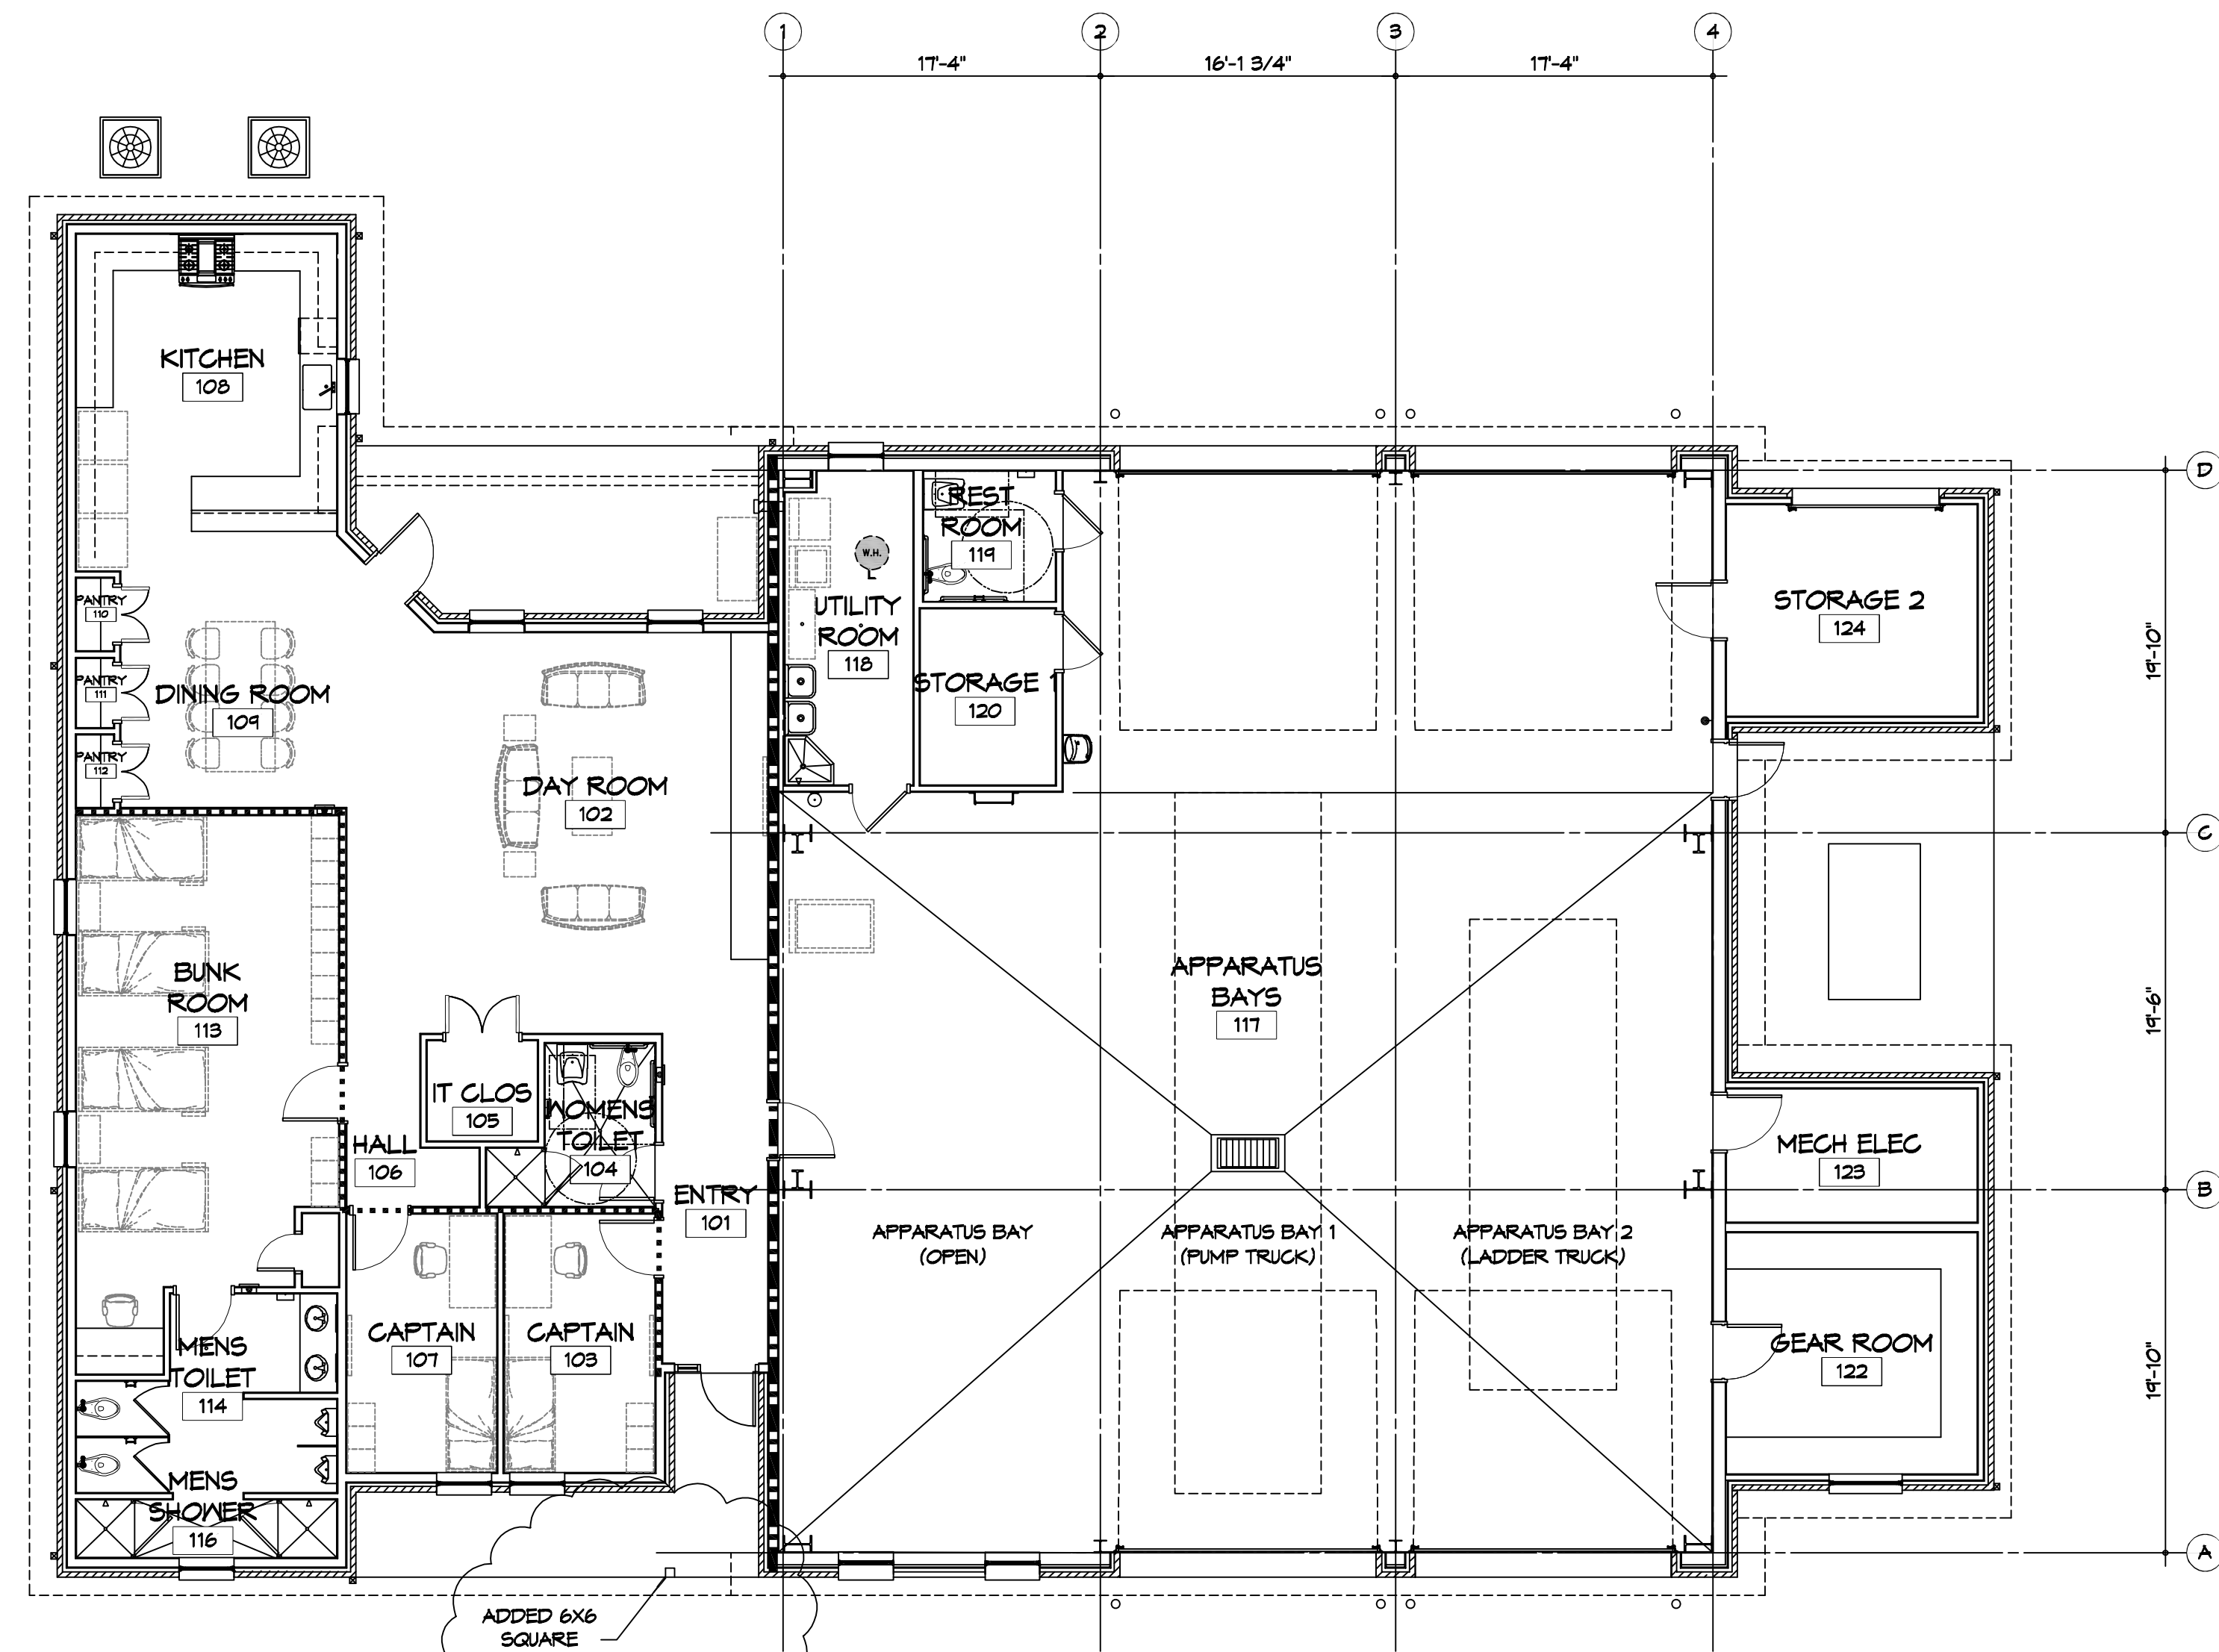 1
2
3
4
17'-4"
16'-1 3/4"
17'-4"
KITCHEN
108
D
REST
ROOM
119
W.H.
UTILITY
ROOM
118
STORAGE 2
124
PANTRY
110
PANTRY
111
PANTRY
112
DINING ROOM
109
STORAGE 1
120
19'-10"
DAY ROOM
102
C
BUNK
ROOM
113
APPARATUS
BAYS
117
19'-6"
IT CLOS
105
WOMENS
TOILET
104
HALL
106
MECH ELEC
123
ENTRY
101
B
APPARATUS BAY
(OPEN)
APPARATUS BAY 1
(PUMP TRUCK)
APPARATUS BAY 2
(LADDER TRUCK)
CAPTAIN
107
CAPTAIN
103
GEAR ROOM
122
MENS
TOILET
114
19'-10"
MENS
SHOWER
116
A
ADDED 6X6
SQUARE